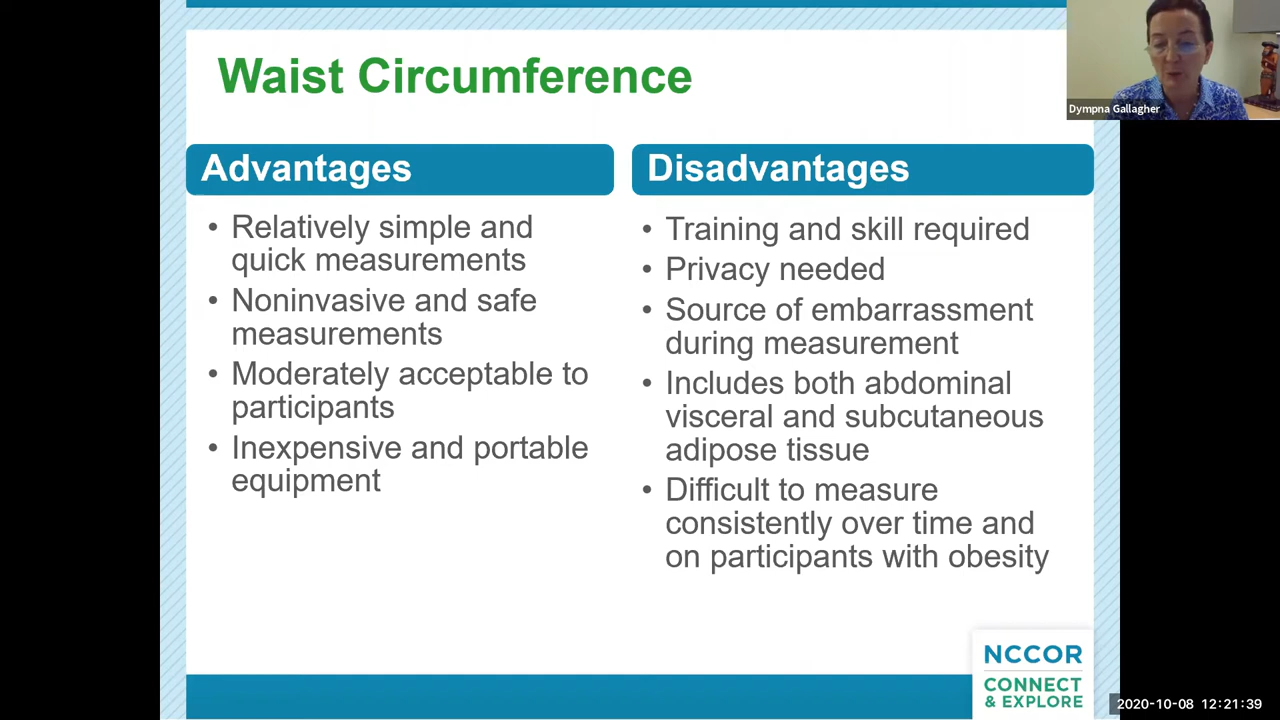 Waist Circumference
Dympna Gallagher
Advantages
• Relatively simple and
quick measurements
• Noninvasive and safe
measurements
• Moderately acceptable to
participants
• Inexpensive and portable
equipment
Disadvantages
• Training and skill required
• Privacy needed
• Source of embarrassment
during measurement
• Includes both abdominal
visceral and subcutaneous
adipose tissue
• Difficult to measure
consistently over time and
on participants with obesity
NCCOR
CONNECT
& EXPLORE
2020-10-08 12:21:39